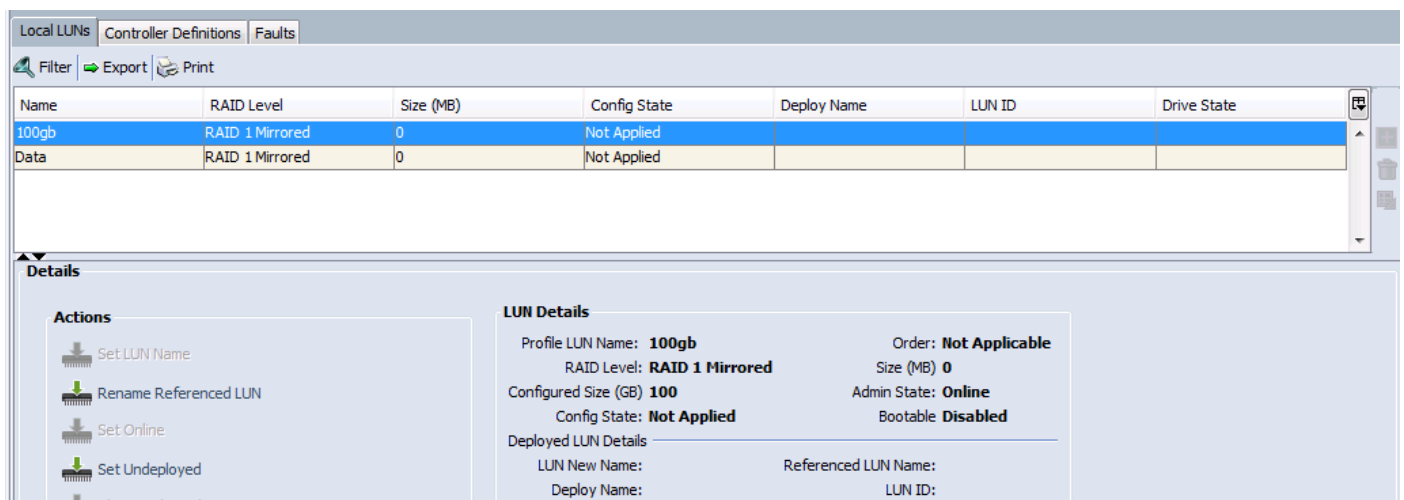 Local LUNs Controller Definitions Faults
Filter Export Print
Name RAID Level Size (MB) Config State Deploy Name LUN ID Drive State
100gb RAID 1 Mirrored 0 Not Applied
Data RAID 1 Mirrored 0 Not Applied
Details
Actions
Set LUN Name
Rename Referenced LUN
Set Online
Set Undeployed
LUN Details
Profile LUN Name: 100gb Order: Not Applicable
RAID Level: RAID 1 Mirrored Size (MB) 0
Configured Size (GB) 100 Admin State: Online
Config State: Not Applied Bootable Disabled
Deployed LUN Details
LUN New Name: Referenced LUN Name:
Deploy Name: LUN ID: